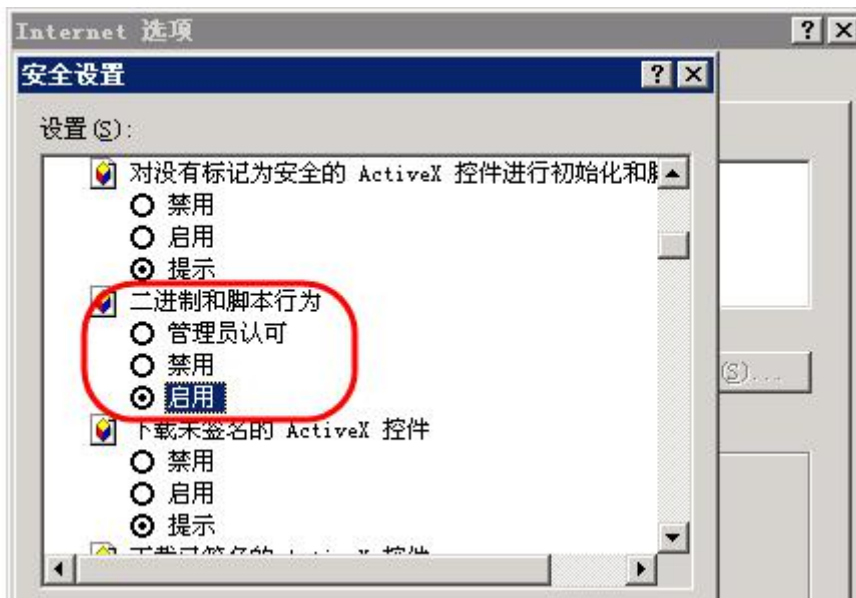 Internet 选项
安全设置
设置(S):
对没有标记为安全的 ActiveX 控件进行初始化和
禁用
启用
提示
二进制和脚本行为
管理员认可
禁用
启用
(S)...
下载未签名的 ActiveX 控件
禁用
启用
提示